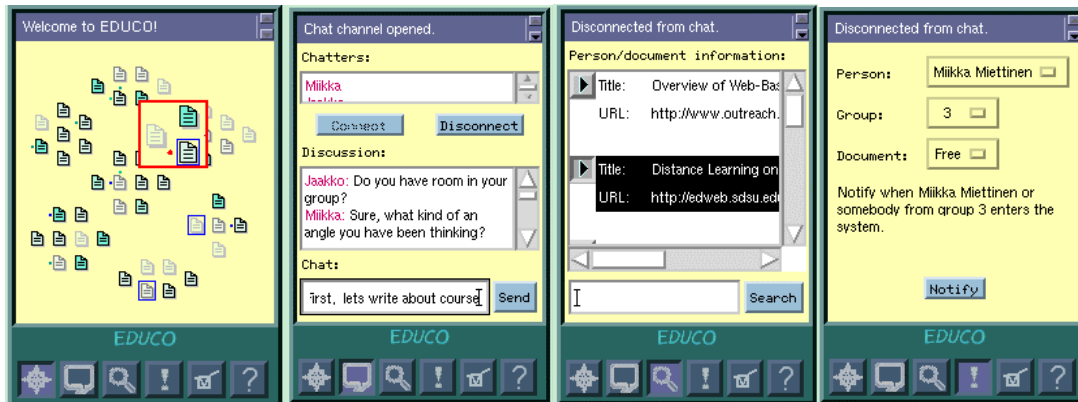 Welcome to EDUCO!
EDUCO
Chat channel opened.
Chatters:
Miikka
Jaakko
Connect
Disconnect
Discussion:
Jaakko: Do you have room in your
group?
Miikka: Sure, what kind of an
angle you have been thinking?
Chat:
first, lets write about course
Send
EDUCO
Disconnected from chat.
Person/document information:
Title: Overview of Web-Bas
URL: http://www.outreach.
Title: Distance Learning on
URL: http://edweb.sdsu.edu
Search
EDUCO
Disconnected from chat.
Person: Miikka Miettinen
Group: 3
Document: Free
Notify when Miikka Miettinen or
somebody from group 3 enters the
system.
Notify
EDUCO